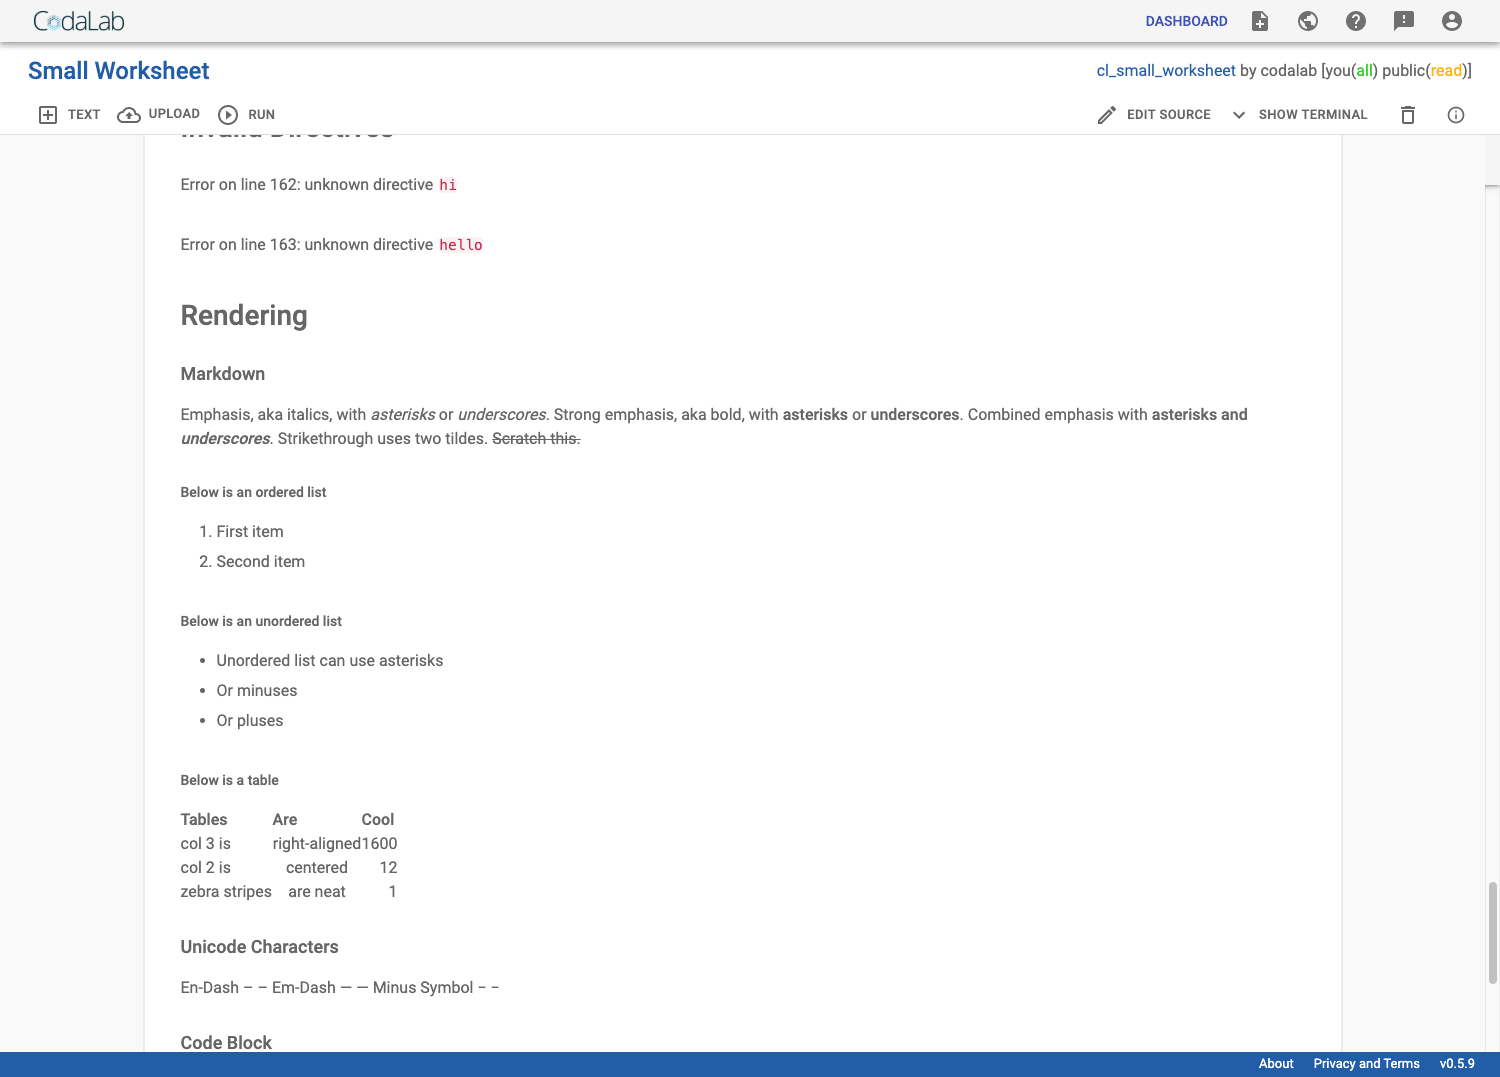 CodaLab
DASHBOARD
Small Worksheet
cl_small_worksheet by codalab [you(all) public(read)]
TEXT UPLOAD RUN
EDIT SOURCE SHOW TERMINAL
Invalid Directives
Error on line 162: unknown directive hi
Error on line 163: unknown directive hello
Rendering
Markdown
Emphasis, aka italics, with asterisks or underscores. Strong emphasis, aka bold, with asterisks or underscores. Combined emphasis with asterisks and
underscores. Strikethrough uses two tildes. Scratch this.
Below is an ordered list
1. First item
2. Second item
Below is an unordered list
• Unordered list can use asterisks
• Or minuses
• Or pluses
Below is a table
Tables Are Cool
col 3 is right-aligned 1600
col 2 is centered 12
zebra stripes are neat 1
Unicode Characters
En-Dash – – Em-Dash — — Minus Symbol − −
Code Block
About Privacy and Terms v0.5.9